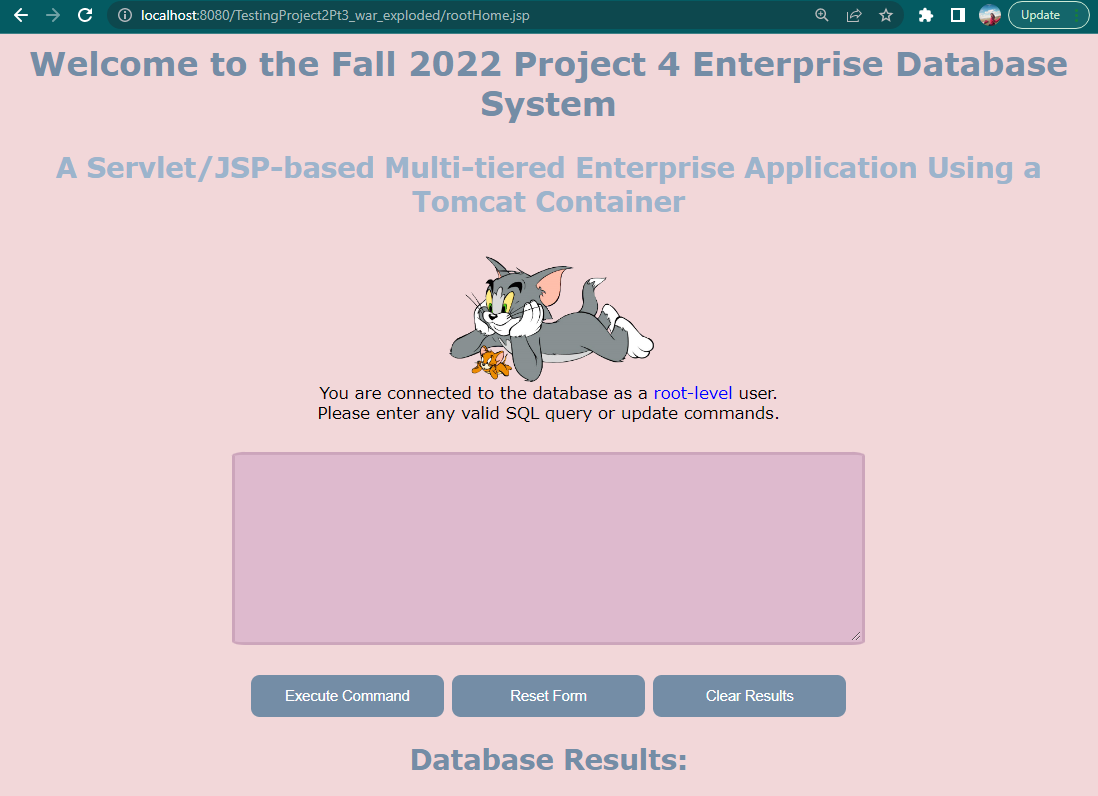 localhost:8080/TestingProject2Pt3_war_exploded/rootHome.jsp
Update
Welcome to the Fall 2022 Project 4 Enterprise Database
System
A Servlet/JSP-based Multi-tiered Enterprise Application Using a
Tomcat Container
You are connected to the database as a root-level user.
Please enter any valid SQL query or update commands.
Execute Command
Reset Form
Clear Results
Database Results: